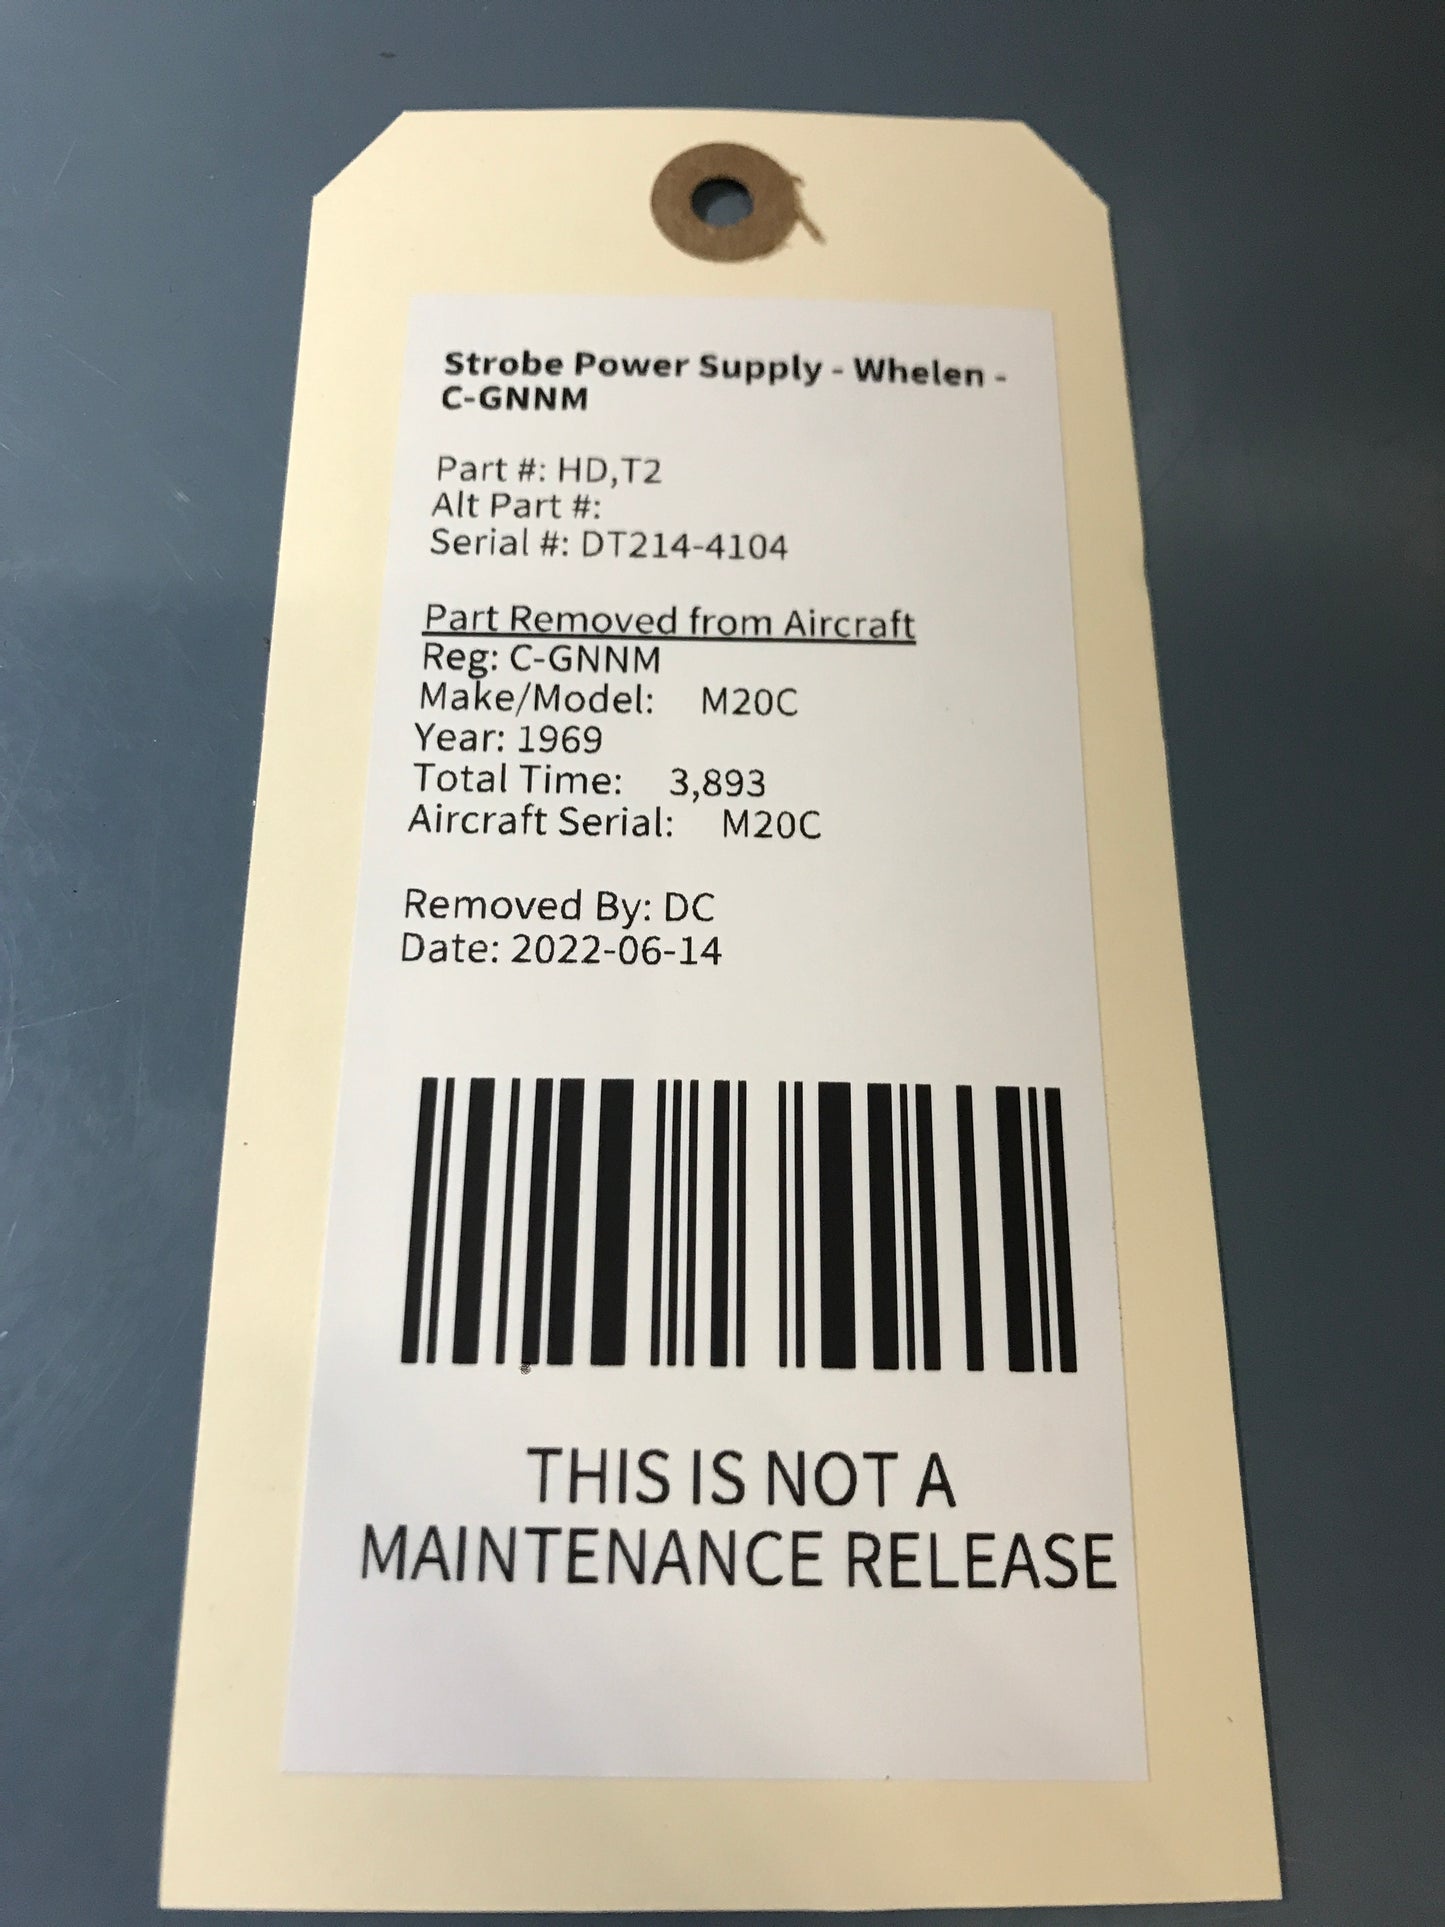 Strobe Power Supply - Whelen -
C-GNNM
Part #: HD,T2
Alt Part #:
Serial #: DT214-4104
Part Removed from Aircraft
Reg: C-GNNM
Make/Model: M20C
Year: 1969
Total Time: 3,893
Aircraft Serial: M20C
Removed By: DC
Date: 2022-06-14
THIS IS NOT A
MAINTENANCE RELEASE